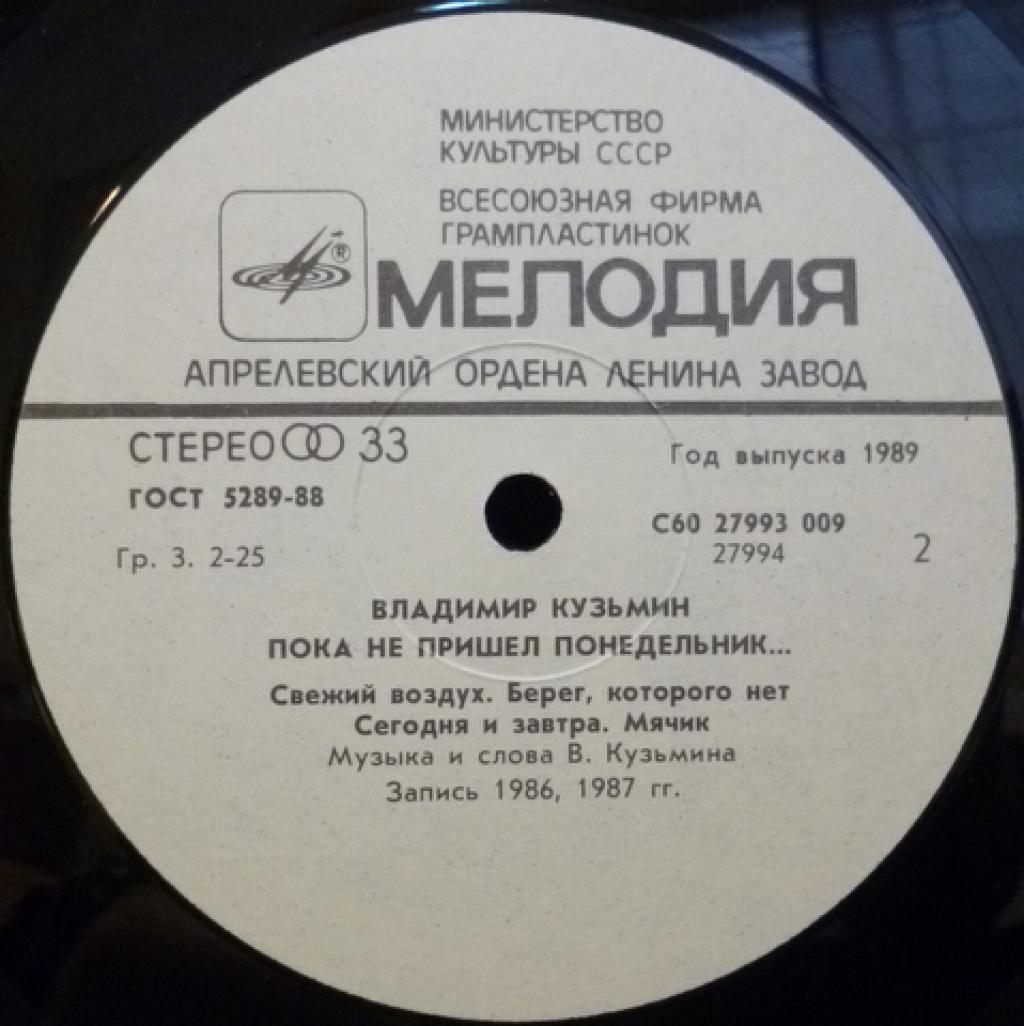 МИНИСТЕРСТВО
КУЛЬТУРЫ СССР
ВСЕСОЮЗНАЯ ФИРМА
ГРАМПЛАСТИНОК
®
МЕЛОДИЯ
АПРЕЛЕВСКИЙ ОРДЕНА ЛЕНИНА ЗАВОД
СТЕРЕО 33
Год выпуска 1989
ГОСТ 5289-88
С60 27993 009
Гр. 3. 2-25
27994
2
ВЛАДИМИР КУЗЬМИН
ПОКА НЕ ПРИШЕЛ ПОНЕДЕЛЬНИК...
Свежий воздух. Берег, которого нет
Сегодня и завтра. Мячик
Музыка и слова В. Кузьмина
Запись 1986, 1987 гг.